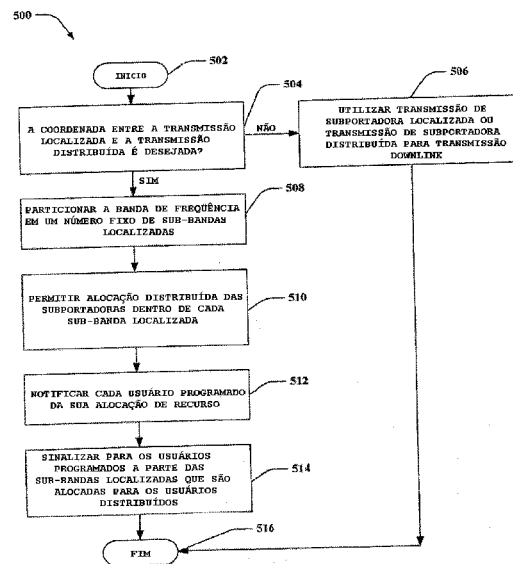 500
INICIO
502
504
A COORDENADA ENTRE A TRANSMISSÃO
LOCALIZADA E A TRANSMISSÃO
DISTRIBUÍDA É DESEJADA?
NÃO
506
UTILIZAR TRANSMISSÃO DE
SUBPORTADORA LOCALIZADA OU
TRANSMISSÃO DE SUBPORTADORA
DISTRIBUÍDA PARA TRANSMISSÃO
DOWNLINK
SIM
508
PARTICIONAR A BANDA DE FREQUÊNCIA
EM UM NÚMERO FIXO DE SUB-BANDAS
LOCALIZADAS
510
PERMITIR ALOCAÇÃO DISTRIBUÍDA DAS
SUBPORTADORAS DENTRO DE CADA
SUB-BANDA LOCALIZADA
512
NOTIFICAR CADA USUÁRIO PROGRAMADO
DA SUA ALOCAÇÃO DE RECURSO
514
SINALIZAR PARA OS USUÁRIOS
PROGRAMADOS A PARTE DAS
SUB-BANDAS LOCALIZADAS QUE SÃO
ALOCADAS PARA OS USUÁRIOS
DISTRIBUÍDOS
516
FIM